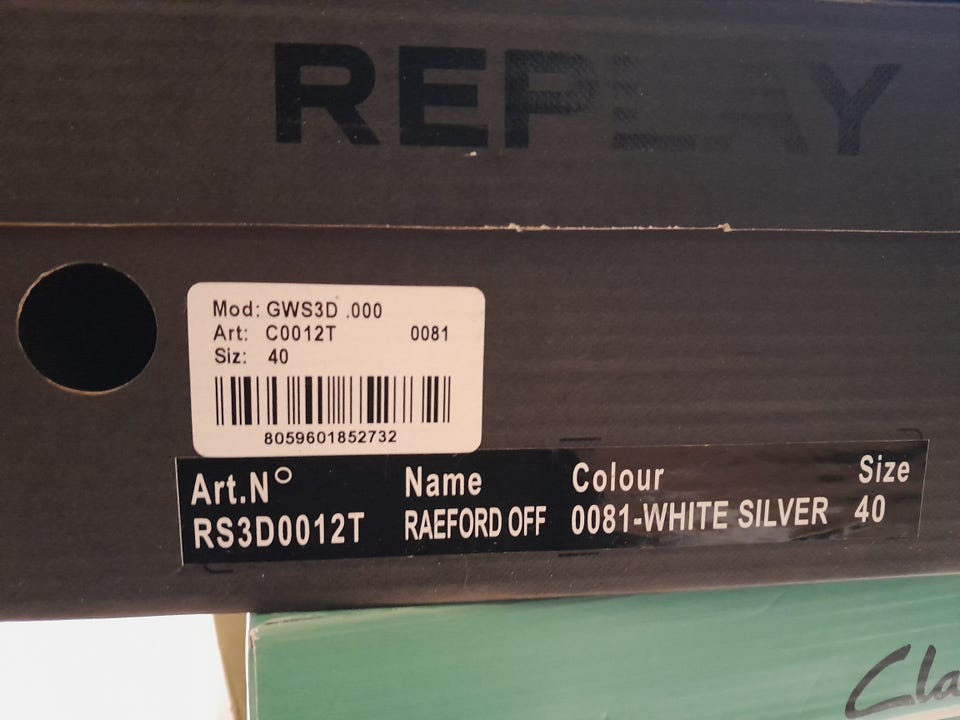 REPLAY
Mod: GWS3D .000
Art: C0012T 0081
Siz: 40
8059601852732
Art.N° Name Colour Size
RS3D0012T RAEFORD OFF 0081-WHITE SILVER 40
Cla